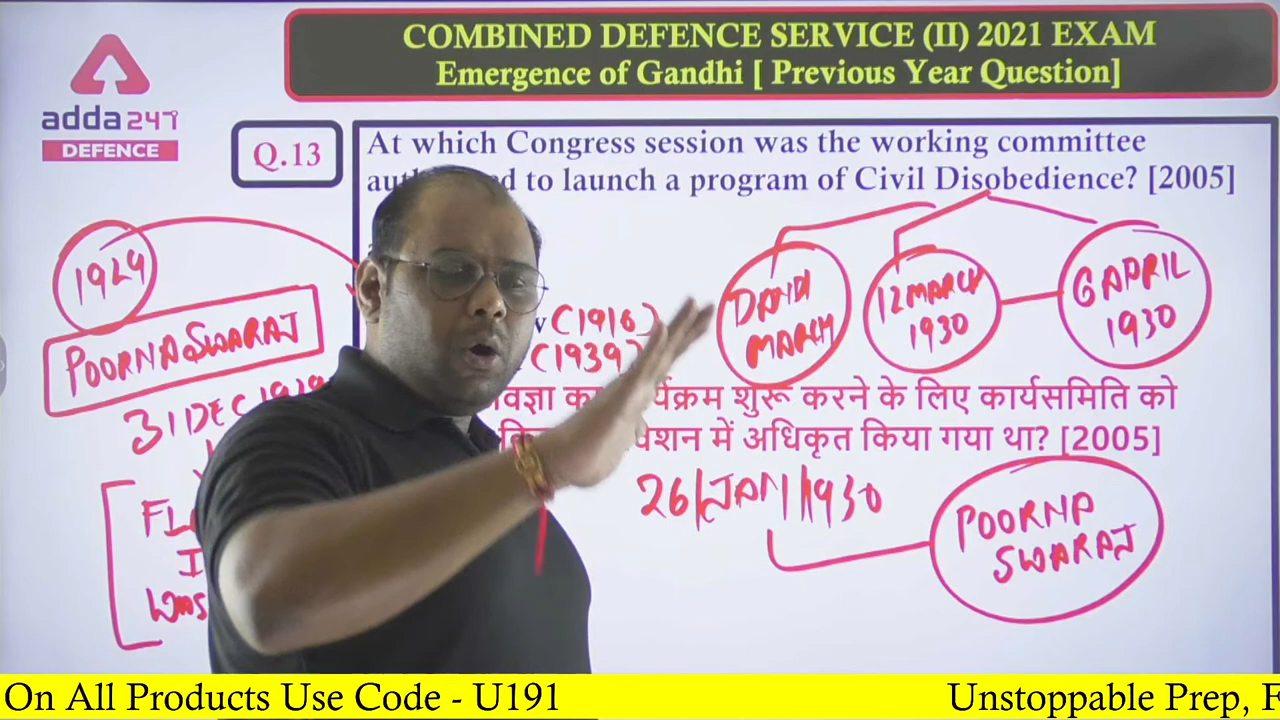 COMBINED DEFENCE SERVICE (II) 2021 EXAM
Emergence of Gandhi [ Previous Year Question]
adda247
DEFENCE
Q.13
At which Congress session was the working committee
to launch a program of Civil Disobedience? [2005]
1929
POORNA SWARAJ
31 DEC 1929
(1916)
(1939)
DANDI
MARCH
12 MARCH
1930
6 APRIL
1930
शुरू करने के लिए कार्यसमिति को
में अधिकृत किया गया था? [2005]
26/JAN/1930
POORNA
SWARAJ
On All Products Use Code - U191
Unstoppable Prep,